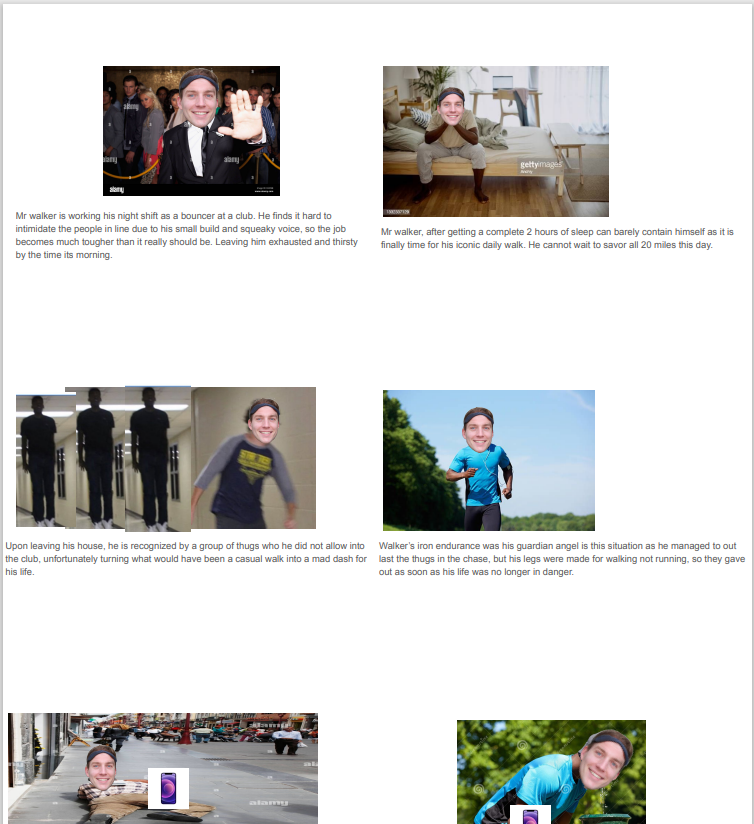 alamy
alamy
alamy
alamy
gettyimages
Mr walker is working his night shift as a bouncer at a club. He finds it hard to
intimidate the people in line due to his small build and squeaky voice, so the job
becomes much tougher than it really should be. Leaving him exhausted and thirsty
by the time its morning.
Mr walker, after getting a complete 2 hours of sleep can barely contain himself as it is
finally time for his iconic daily walk. He cannot wait to savor all 20 miles this day.
Upon leaving his house, he is recognized by a group of thugs who he did not allow into
the club, unfortunately turning what would have been a casual walk into a mad dash for
his life.
Walker's iron endurance was his guardian angel is this situation as he managed to out
last the thugs in the chase, but his legs were made for walking not running, so they gave
out as soon as his life was no longer in danger.